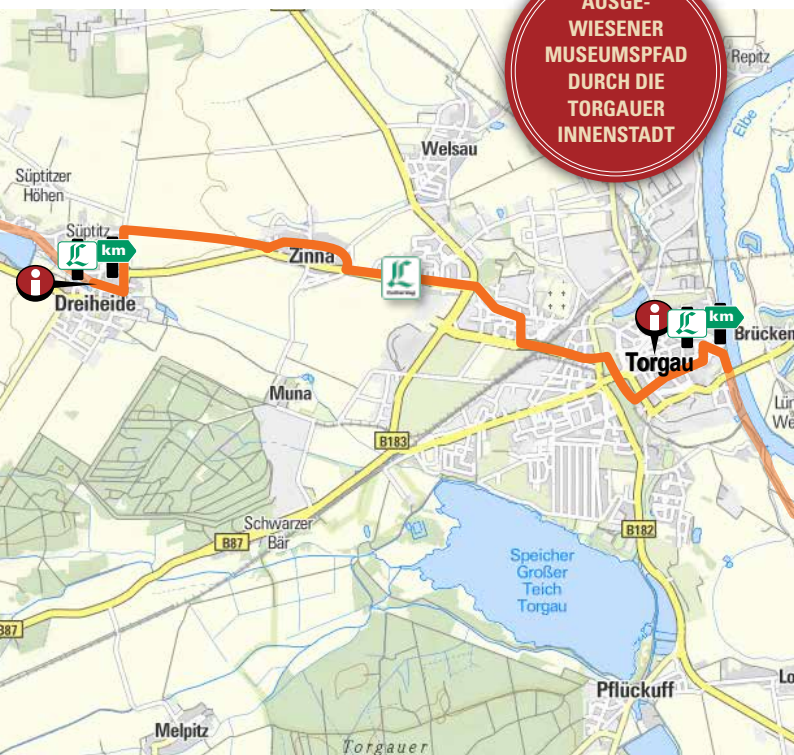 AUSGE-
WIESENER
MUSEUMSPFAD
DURCH DIE
TORGAUER
INNENSTADT
Repitz
Elbe
Welsau
Süptitzer
Höhen
Süptitz
L
km
Zinna
L
Dreiheide
L
km
Brücken
Torgau
Muna
B183
Schwarzer
Bär
B87
B182
Speicher
Großer
Teich
Torgau
B87
Pflückuff
Melpitz
Torgauer